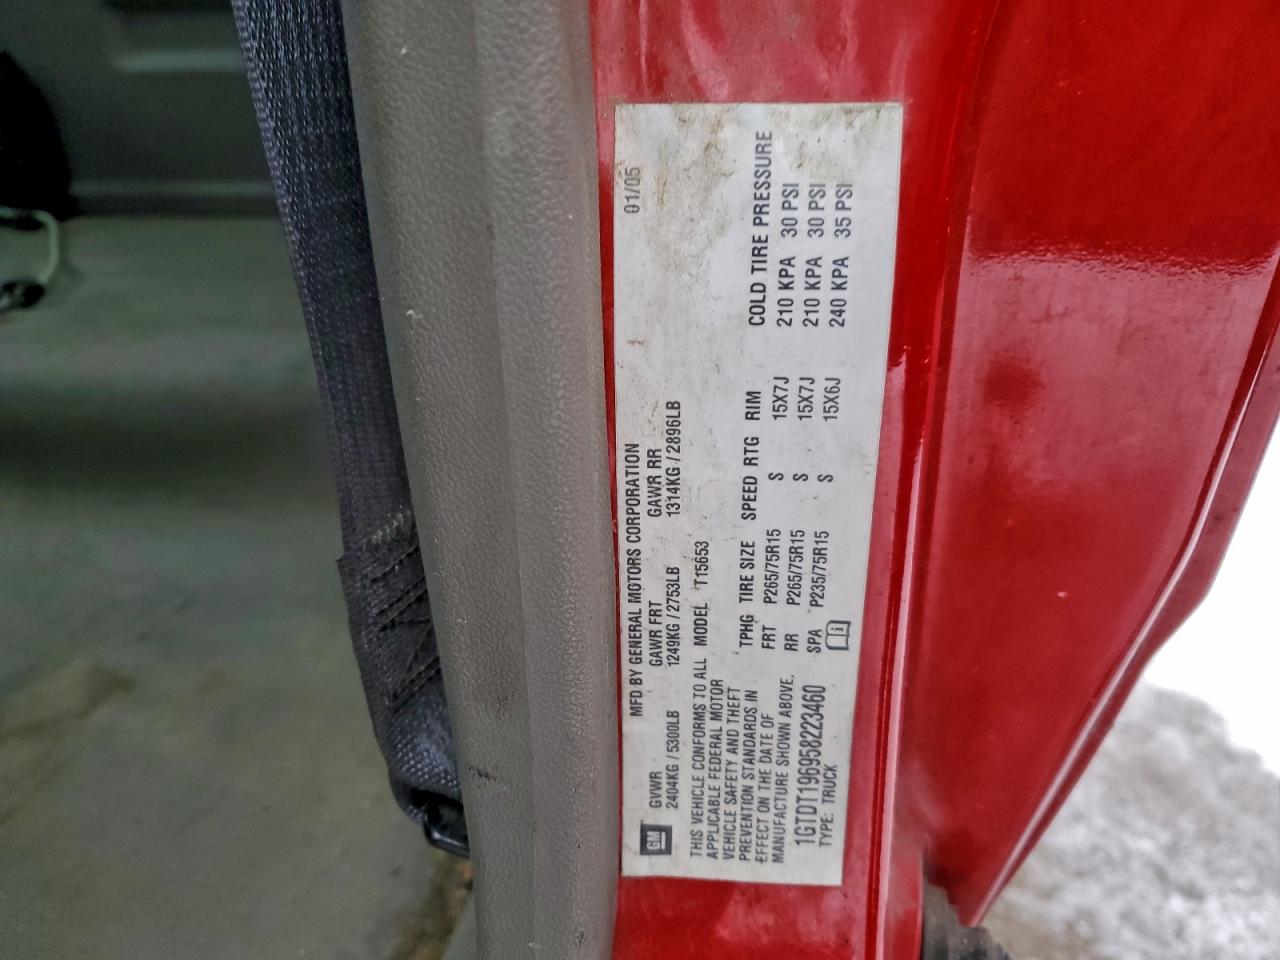 MFD BY GENERAL MOTORS CORPORATION 01/05
GVWR GAWR FRT GAWR RR
2404KG / 5300LB 1249KG / 2753LB 1314KG / 2896LB
GM
THIS VEHICLE CONFORMS TO ALL
APPLICABLE FEDERAL MOTOR
VEHICLE SAFETY AND THEFT
PREVENTION STANDARDS IN
EFFECT ON THE DATE OF
MANUFACTURE SHOWN ABOVE.
1GTDT196958223460
TYPE: TRUCK
MODEL T15653
TPHG TIRE SIZE SPEED RTG RIM COLD TIRE PRESSURE
FRT P265/75R15 S 15X7J 210 KPA 30 PSI
RR P265/75R15 S 15X7J 210 KPA 30 PSI
SPA P235/75R15 S 15X6J 240 KPA 35 PSI